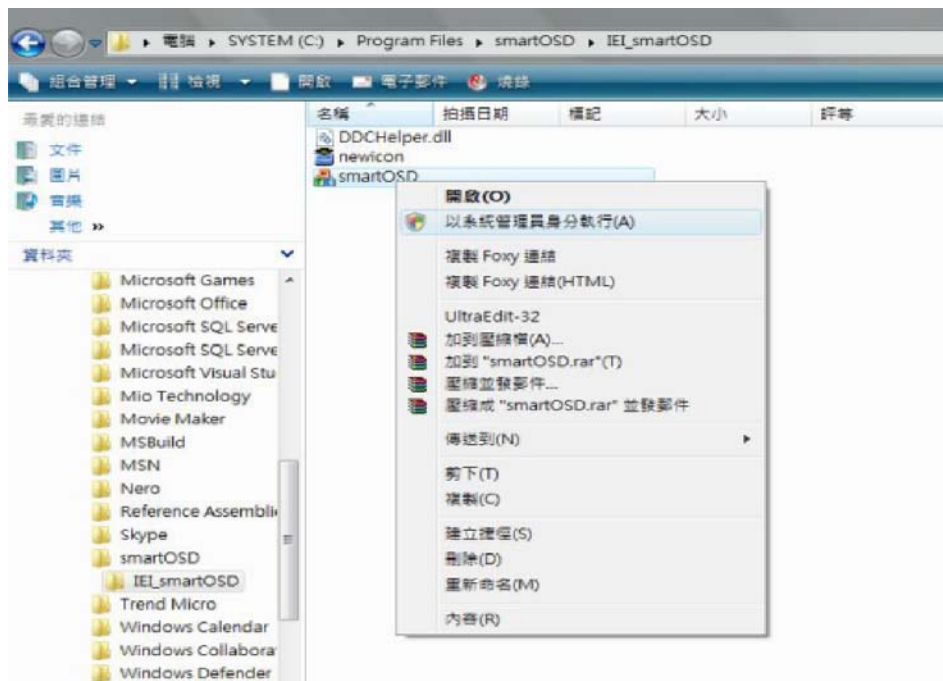 電腦 ▸ SYSTEM (C:) ▸ Program Files ▸ smartOSD ▸ IEI_smartOSD
組合管理 檢視 開啟 電子郵件 燒錄
最愛的連結
文件
圖片
音樂
其他 »
資料夾
Microsoft Games
Microsoft Office
Microsoft SQL Serve
Microsoft SQL Serve
Microsoft Visual Stu
Mio Technology
Movie Maker
MSBuild
MSN
Nero
Reference Assembli
Skype
smartOSD
IEI_smartOSD
Trend Micro
Windows Calendar
Windows Collabora
Windows Defender
名稱 拍攝日期 標記 大小 評等
DDCHelper.dll
newicon
smartOSD
開啟(O)
以系統管理員身分執行(A)
複製 Foxy 連結
複製 Foxy 連結(HTML)
UltraEdit-32
加到壓縮檔(A)...
加到 "smartOSD.rar"(T)
壓縮並發郵件...
壓縮成 "smartOSD.rar" 並發郵件
傳送到(N)
剪下(T)
複製(C)
建立捷徑(S)
刪除(D)
重新命名(M)
內容(R)